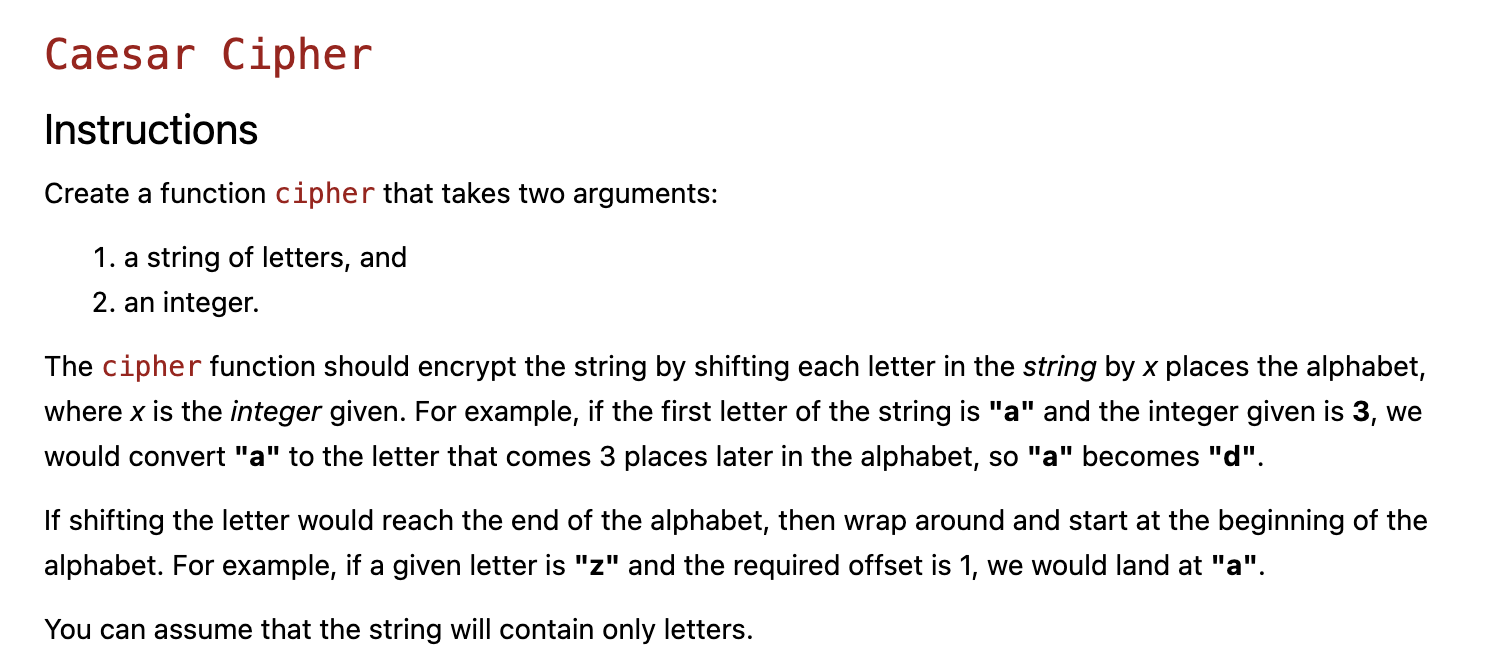 Caesar Cipher
Instructions
Create a function cipher that takes two arguments:
1. a string of letters, and
2. an integer.
The cipher function should encrypt the string by shifting each letter in the string by x places the alphabet,
where x is the integer given. For example, if the first letter of the string is "a" and the integer given is 3, we
would convert "a" to the letter that comes 3 places later in the alphabet, so "a" becomes "d".
If shifting the letter would reach the end of the alphabet, then wrap around and start at the beginning of the
alphabet. For example, if a given letter is "z" and the required offset is 1, we would land at "a".
You can assume that the string will contain only letters.